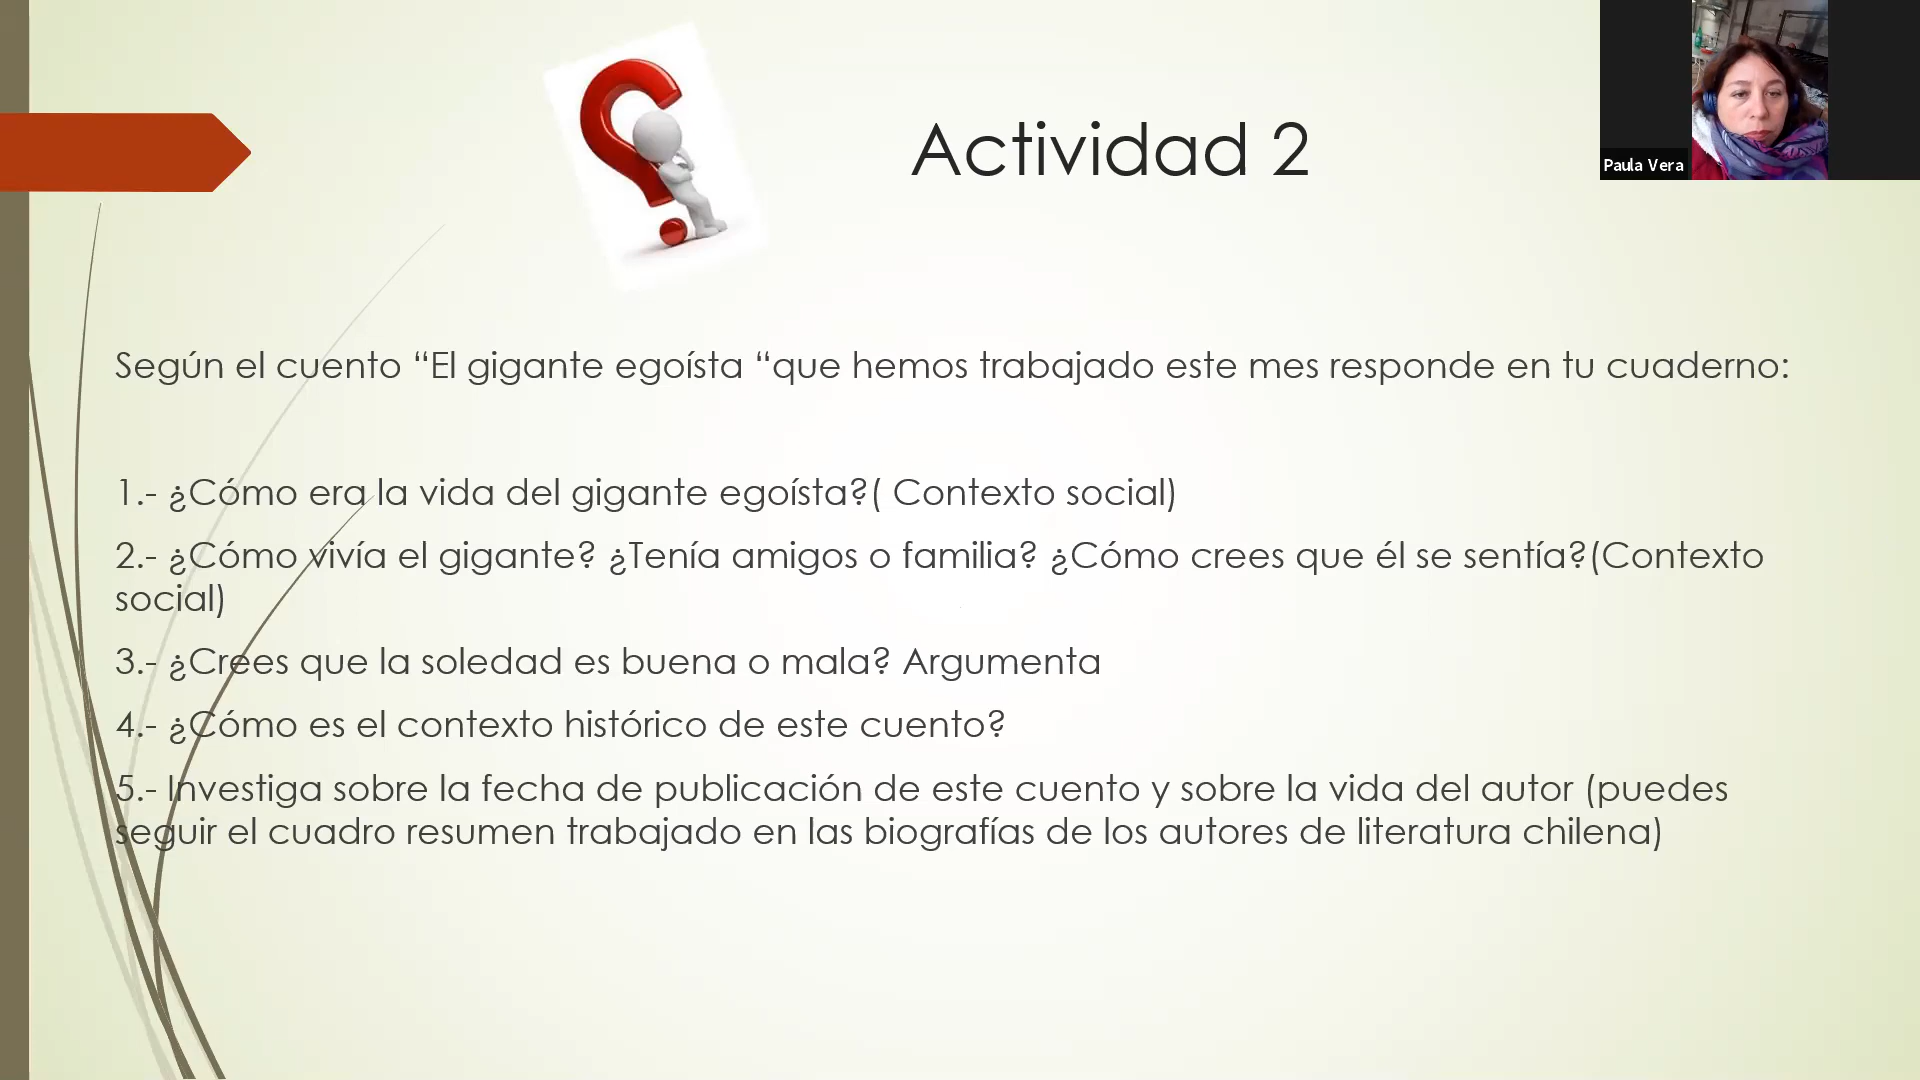 Actividad 2
Paula Vera
Según el cuento “El gigante egoísta “que hemos trabajado este mes responde en tu cuaderno:
1.- ¿Cómo era la vida del gigante egoísta?( Contexto social)
2.- ¿Cómo vivía el gigante? ¿Tenía amigos o familia? ¿Cómo crees que él se sentía?(Contexto
social)
3.- ¿Crees que la soledad es buena o mala? Argumenta
4.- ¿Cómo es el contexto histórico de este cuento?
5.- Investiga sobre la fecha de publicación de este cuento y sobre la vida del autor (puedes
seguir el cuadro resumen trabajado en las biografías de los autores de literatura chilena)